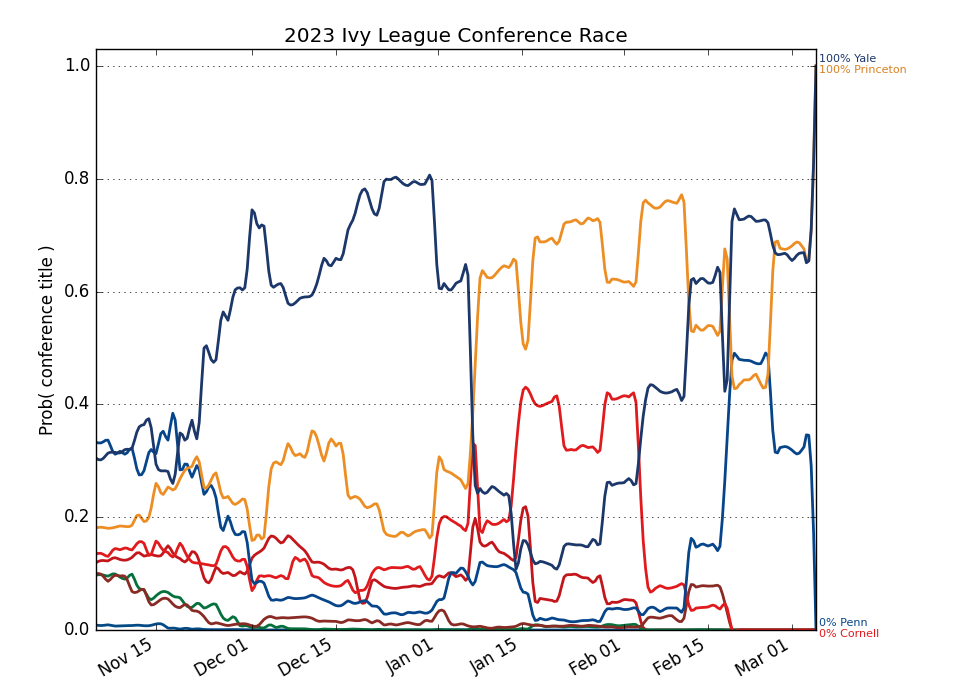 2023 Ivy League Conference Race
Prob( conference title )
1.0
0.8
0.6
0.4
0.2
0.0
Nov 15
Dec 01
Dec 15
Jan 01
Jan 15
Feb 01
Feb 15
Mar 01
100% Yale
100% Princeton
0% Penn
0% Cornell